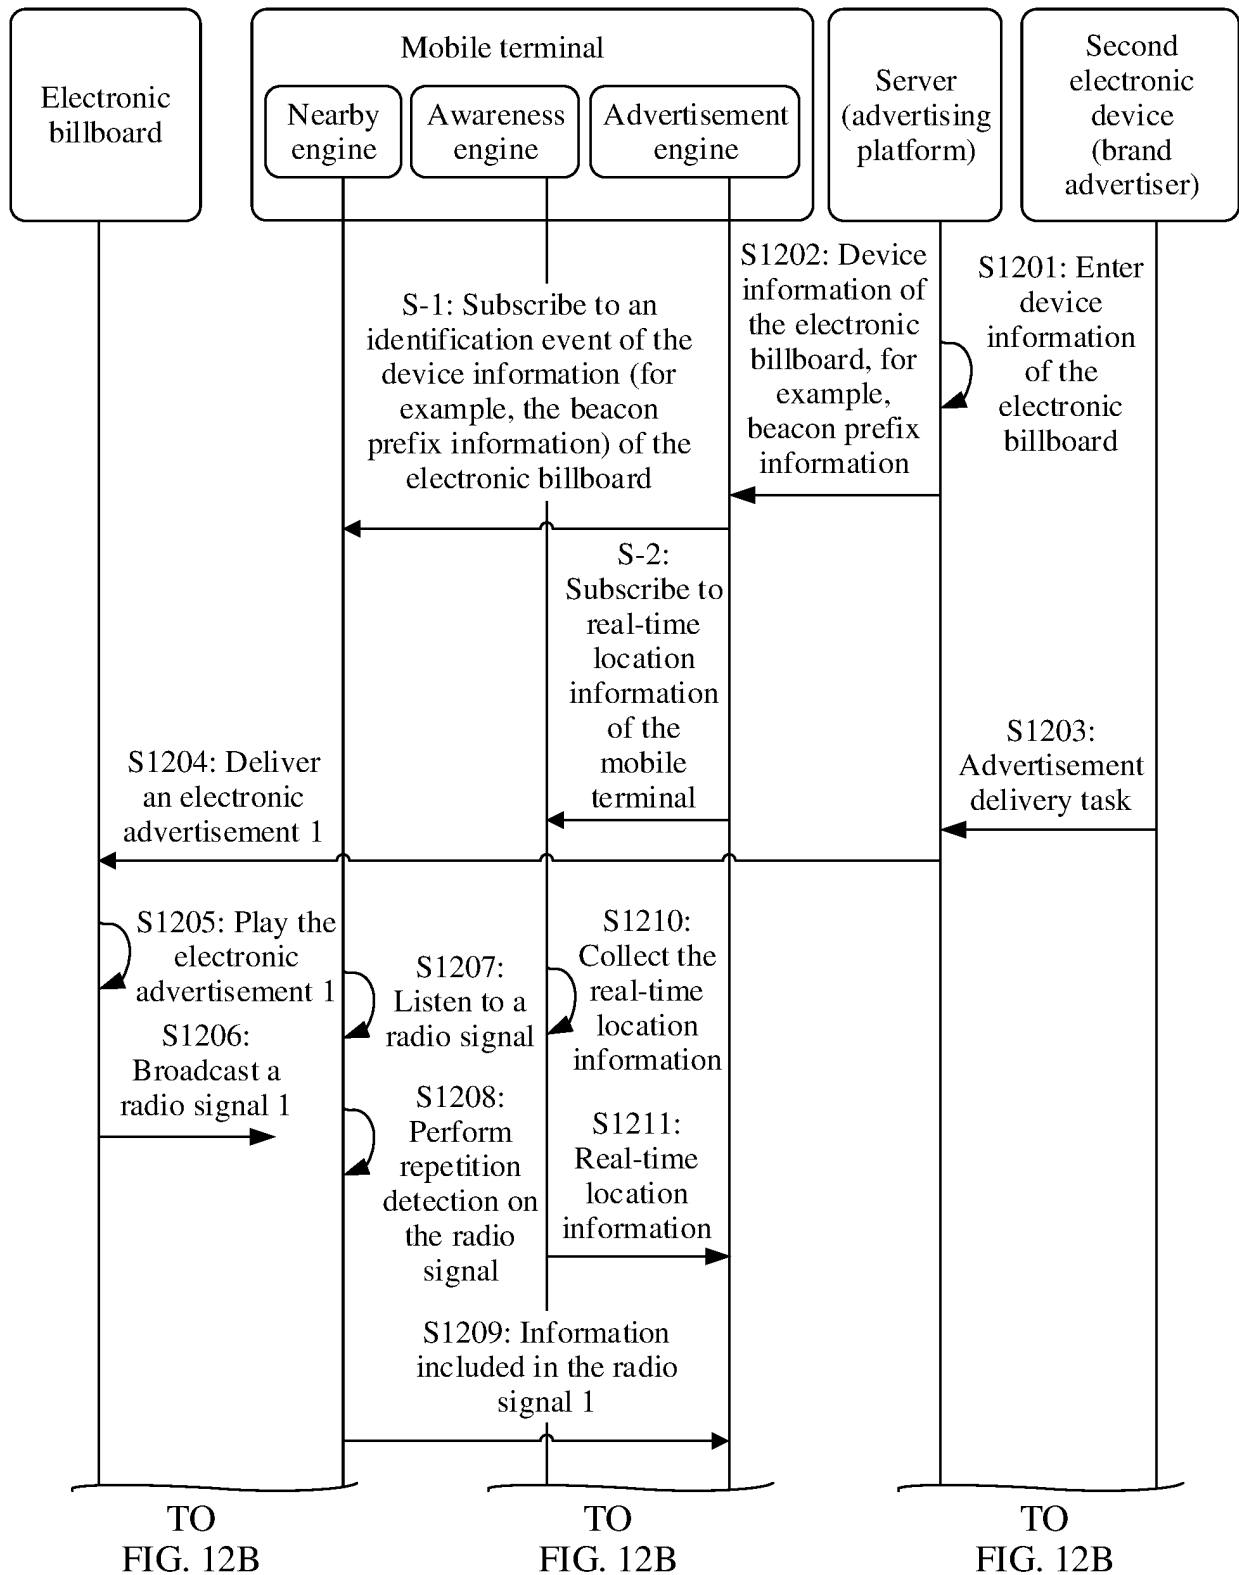 Electronic
billboard
Mobile terminal
Nearby
engine
Awareness
engine
Advertisement
engine
Server
(advertising
platform)
Second
electronic
device
(brand
advertiser)
S1201: Enter
device
information
of the
electronic
billboard
S1202: Device
information of
the electronic
billboard, for
example,
beacon prefix
information
S-1: Subscribe to an
identification event of the
device information (for
example, the beacon
prefix information) of the
electronic billboard
S-2:
Subscribe to
real-time
location
information
of the
mobile
terminal
S1203:
Advertisement
delivery task
S1204: Deliver
an electronic
advertisement 1
S1205: Play the
electronic
advertisement 1
S1206:
Broadcast a
radio signal 1
S1207:
Listen to a
radio signal
S1208:
Perform
repetition
detection on
the radio
signal
S1210:
Collect the
real-time
location
information
S1211:
Real-time
location
information
S1209: Information
included in the radio
signal 1
TO
FIG. 12B
TO
FIG. 12B
TO
FIG. 12B